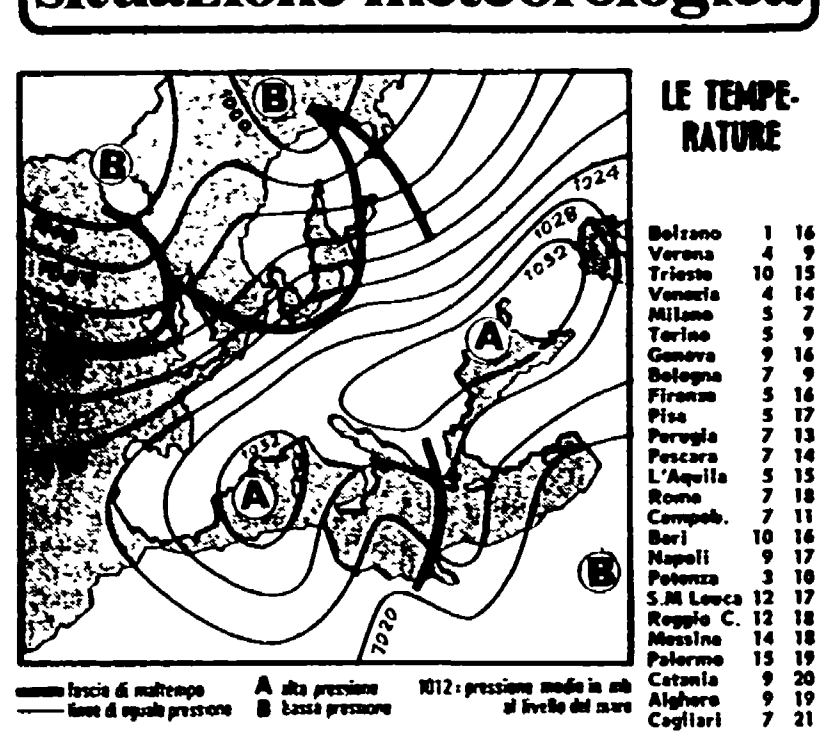 situazione meteorologica
B
1000
B
1024
1028
1032
A
1032
A
B
1020
fascia di maltempo
linee di eguale pressione
A alta pressione
B bassa pressione
1012 : pressione media in mb
al livello del mare
LE TEMPE-
RATURE
Bolzano 1 16
Verona 4 9
Trieste 10 15
Venezia 4 14
Milano 5 7
Torino 5 9
Genova 9 16
Bologna 7 9
Firenze 5 16
Pisa 5 17
Perugia 7 13
Pescara 7 14
L'Aquila 5 15
Roma 7 18
Campob. 7 11
Bari 10 16
Napoli 9 17
Potenza 3 10
S.M Leuca 12 17
Reggio C. 12 18
Messina 14 18
Palermo 15 19
Catania 9 20
Alghero 9 19
Cagliari 7 21